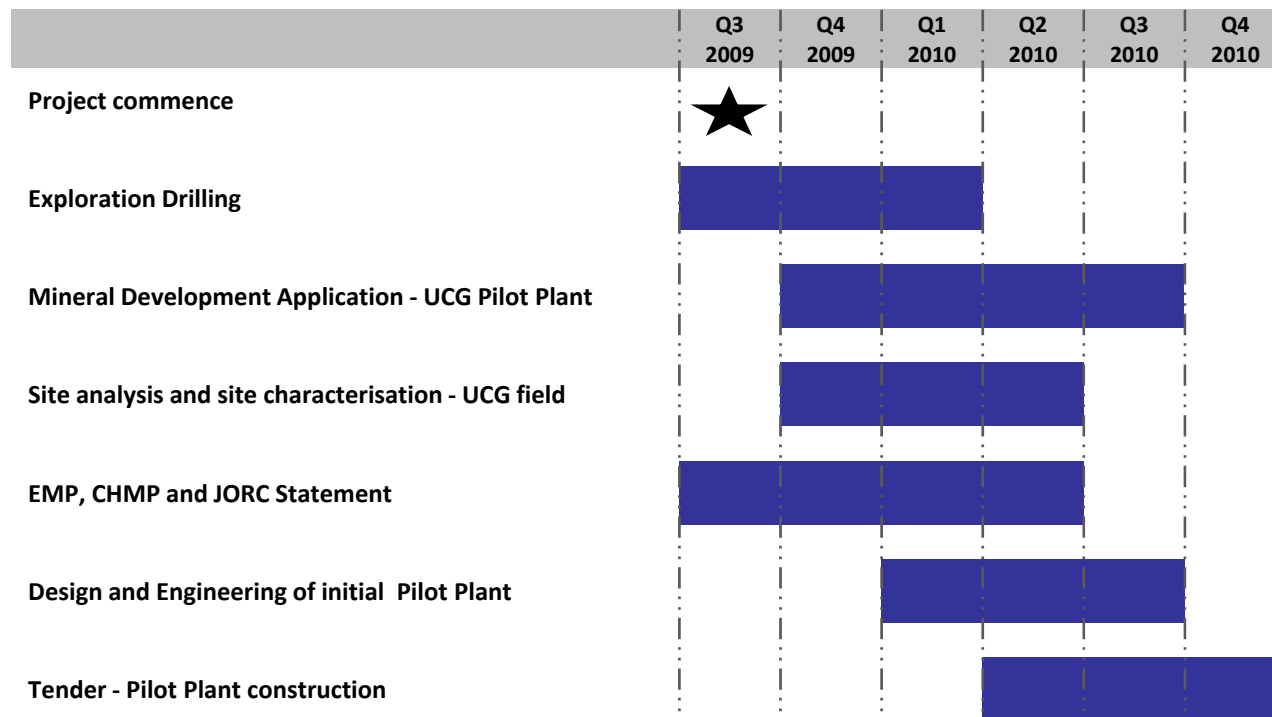 Q3 Q4 Q1 Q2 Q3 Q4
2009 2009 2010 2010 2010 2010
Project commence
Exploration Drilling
Mineral Development Application - UCG Pilot Plant
Site analysis and site characterisation - UCG field
EMP, CHMP and JORC Statement
Design and Engineering of initial  Pilot Plant
Tender - Pilot Plant construction